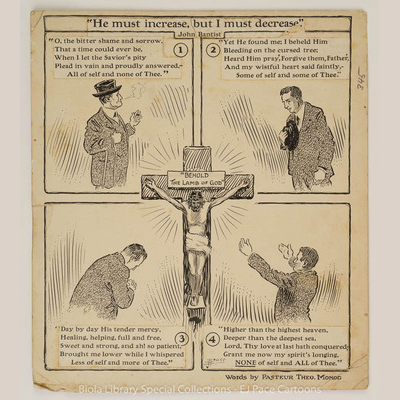 "He must increase, but I must decrease".
John Baptist
1
"O, the bitter shame and sorrow,
That a time could ever be,
When I let the Savior's pity
Plead in vain and proudly answered,-
All of self and none of Thee."
2
"Yet He found me; I beheld Him
Bleeding on the cursed tree;
Heard Him pray, Forgive them, Father,
And my wistful heart said faintly,-
Some of self and some of Thee."
845
"BEHOLD
THE LAMB OF GOD"
3
"Day by day His tender mercy,
Healing, helping, full and free,
Sweet and strong, and ah! so patient,
Brought me lower while I whispered
Less of self and more of Thee."
4
"Higher than the highest heaven,
Deeper than the deepest sea,
Lord, Thy love at last hath conquered;
Grant me now my spirit's longing,
NONE of self and ALL of Thee."
Words by PASTEUR THEO. MONOD
Biola Library Special Collections - EJ Pace Cartoons